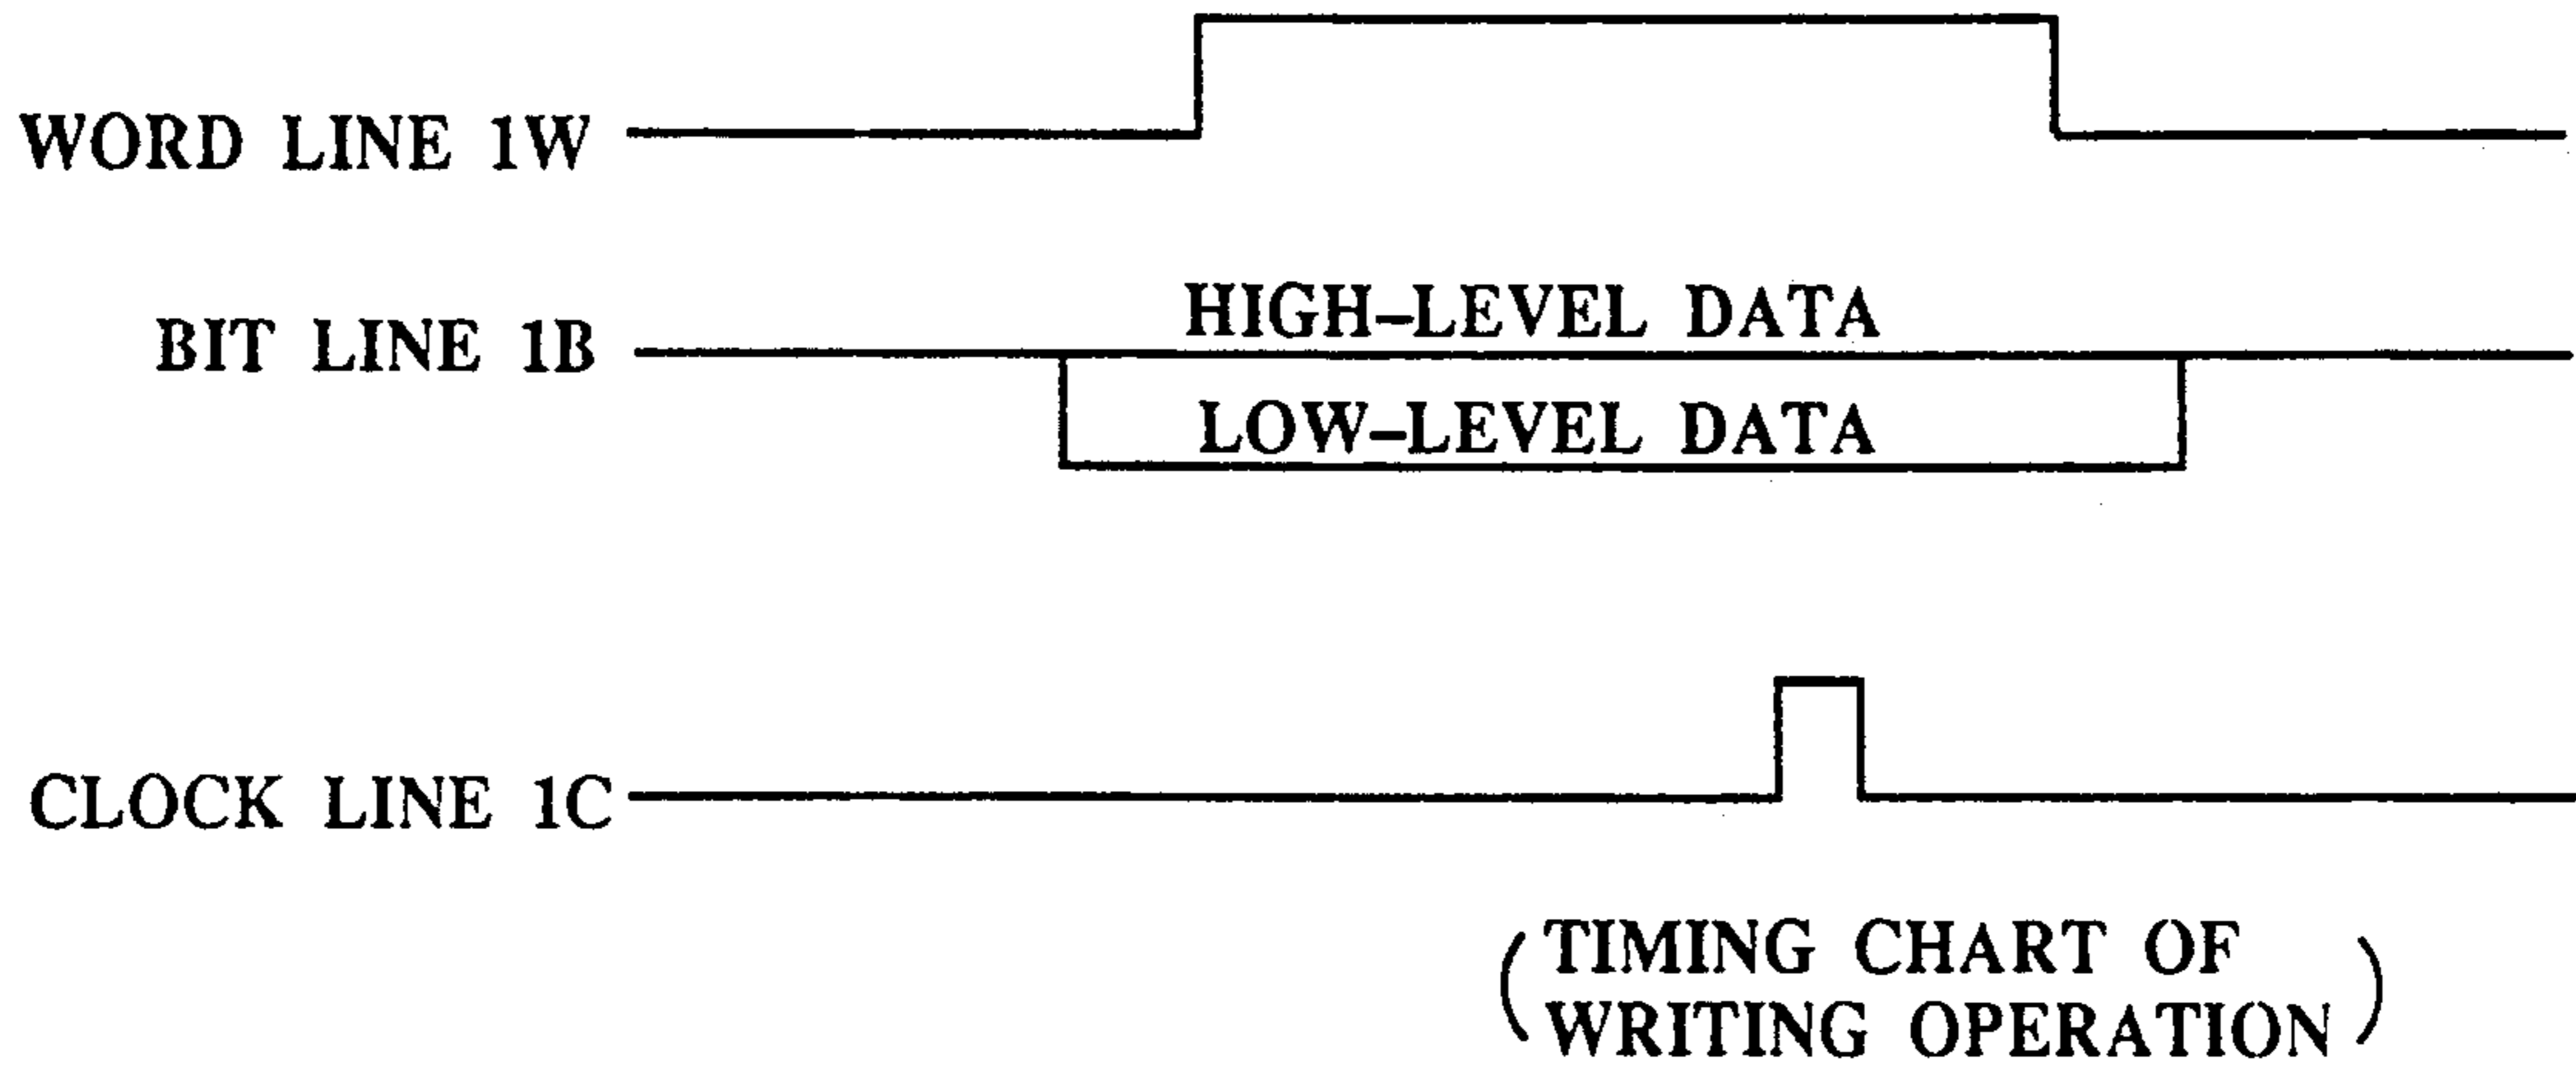 WORD LINE 1W
HIGH-LEVEL DATA
BIT LINE 1B
LOW-LEVEL DATA
CLOCK LINE 1C
(TIMING CHART OF
WRITING OPERATION)